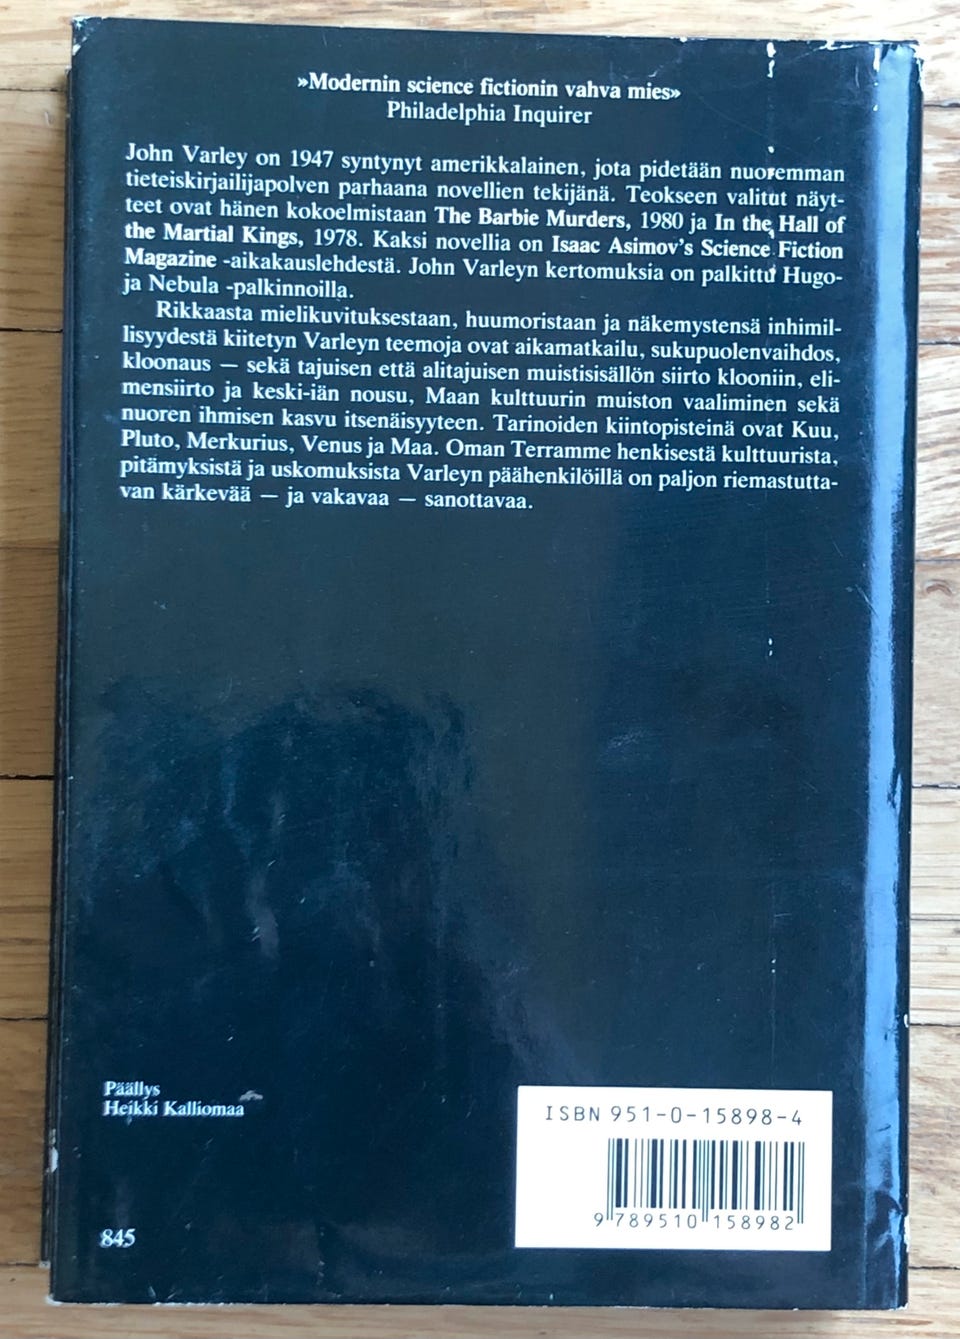 »Modernin science fictionin vahva mies»
Philadelphia Inquirer
John Varley on 1947 syntynyt amerikkalainen, jota pidetään nuoremman
tieteiskirjailijapolven parhaana novellien tekijänä. Teokseen valitut näyt-
teet ovat hänen kokoelmistaan The Barbie Murders, 1980 ja In the Hall of
the Martial Kings, 1978. Kaksi novellia on Isaac Asimov's Science Fiction
Magazine -aikakauslehdestä. John Varleyn kertomuksia on palkittu Hugo-
ja Nebula -palkinnoilla.
Rikkaasta mielikuvituksestaan, huumoristaan ja näkemystensä inhimil-
lisyydestä kiitetyn Varleyn teemoja ovat aikamatkailu, sukupuolenvaihdos,
kloonaus — sekä tajuisen että alitajuisen muistisisällön siirtoklooniin, eli-
mensiirto ja keski-iän nousu, Maan kulttuurin muiston vaaliminen sekä
nuoren ihmisen kasvu itsenäisyyteen. Tarinoiden kiintopisteinä ovat Kuu,
Pluto, Merkurius, Venus ja Maa. Oman Terramme henkisestä kulttuurista,
pitämyksistä ja uskomuksista Varleyn päähenkilöillä on paljon riemastutta-
van kärkevää — ja vakavaa — sanottavaa.
Päällys
Heikki Kalliomaa
845
ISBN 951-0-15898-4
9 789510 158982